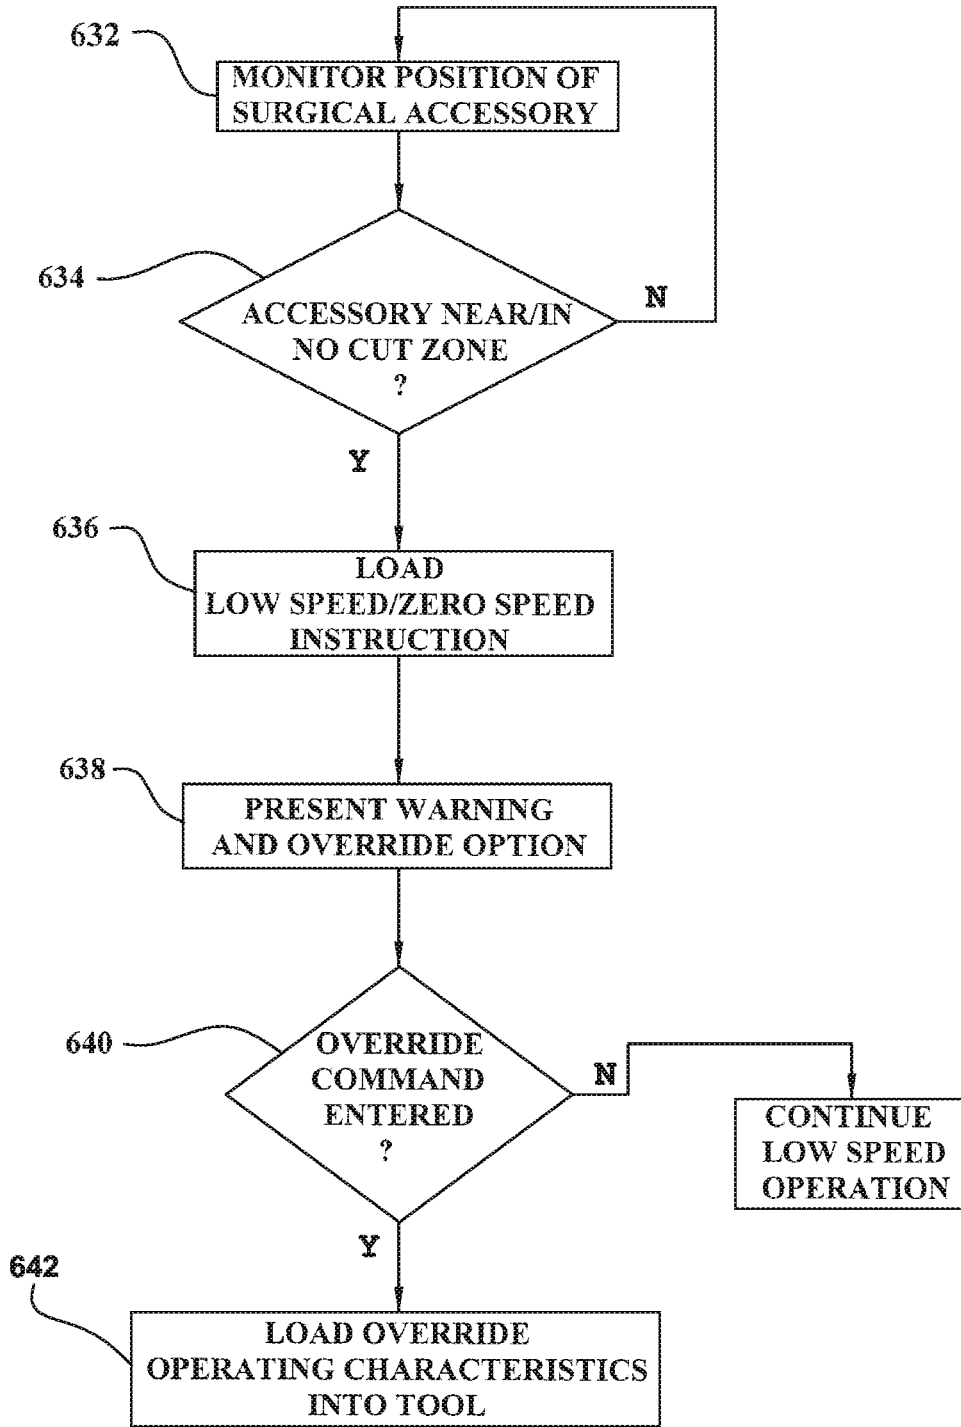 632
MONITOR POSITION OF
SURGICAL ACCESSORY
634
ACCESSORY NEAR/IN
NO CUT ZONE
?
N
Y
636
LOAD
LOW SPEED/ZERO SPEED
INSTRUCTION
638
PRESENT WARNING
AND OVERRIDE OPTION
640
OVERRIDE
COMMAND
ENTERED
?
N
CONTINUE
LOW SPEED
OPERATION
Y
642
LOAD OVERRIDE
OPERATING CHARACTERISTICS
INTO TOOL